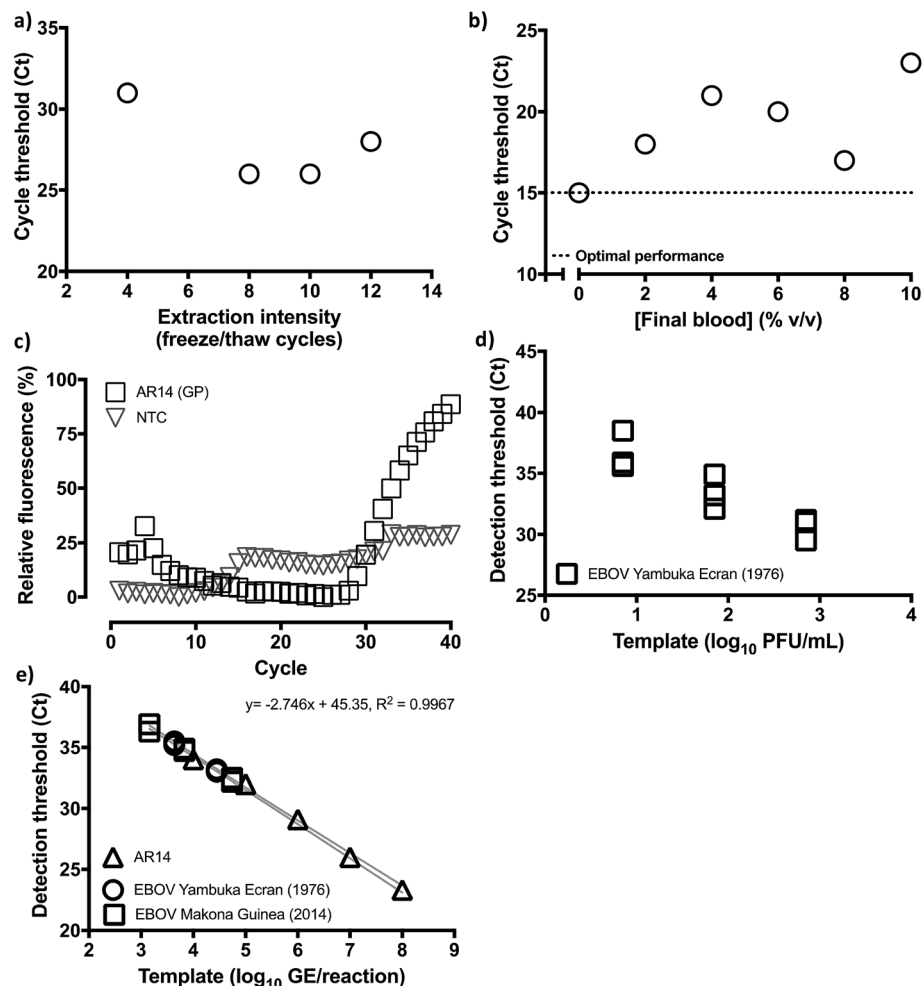 a)
35
30
25
20
Cycle threshold (Ct)
2 4 6 8 10 12 14
Extraction intensity
(freeze/thaw cycles)
b)
25
20
15
10
Cycle threshold (Ct)
Optimal performance
0 2 4 6 8 10
[Final blood] (% v/v)
c)
100
75
50
25
0
Relative fluorescence (%)
AR14 (GP)
NTC
0 10 20 30 40
Cycle
d)
45
40
35
30
25
Detection threshold (Ct)
EBOV Yambuka Ecran (1976)
0 1 2 3 4
Template (log10 PFU/mL)
e)
40
35
30
25
20
Detection threshold (Ct)
y= -2.746x + 45.35, R² = 0.9967
AR14
EBOV Yambuka Ecran (1976)
EBOV Makona Guinea (2014)
2 3 4 5 6 7 8 9
Template (log10 GE/reaction)